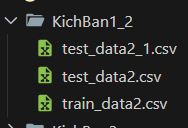 KichBan1_2
test_data2_1.csv
test_data2.csv
train_data2.csv